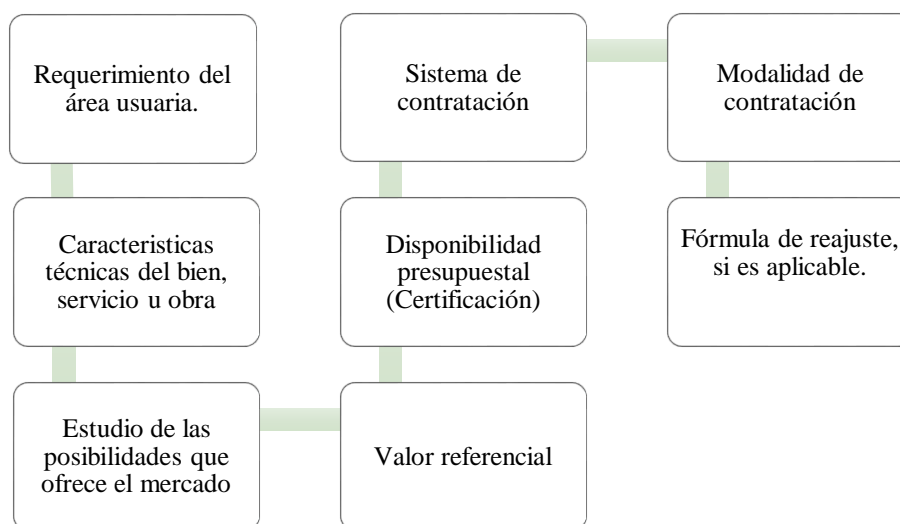 Requerimiento del
área usuaria.
Caracteristicas
técnicas del bien,
servicio u obra
Estudio de las
posibilidades que
ofrece el mercado
Valor referencial
Disponibilidad
presupuestal
(Certificación)
Sistema de
contratación
Modalidad de
contratación
Fórmula de reajuste,
si es aplicable.